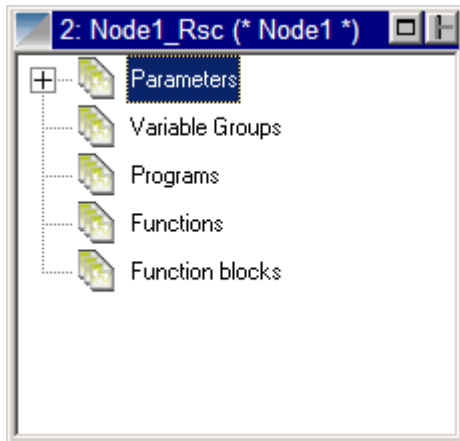 2: Node1_Rsc (* Node1 *)
Parameters
Variable Groups
Programs
Functions
Function blocks